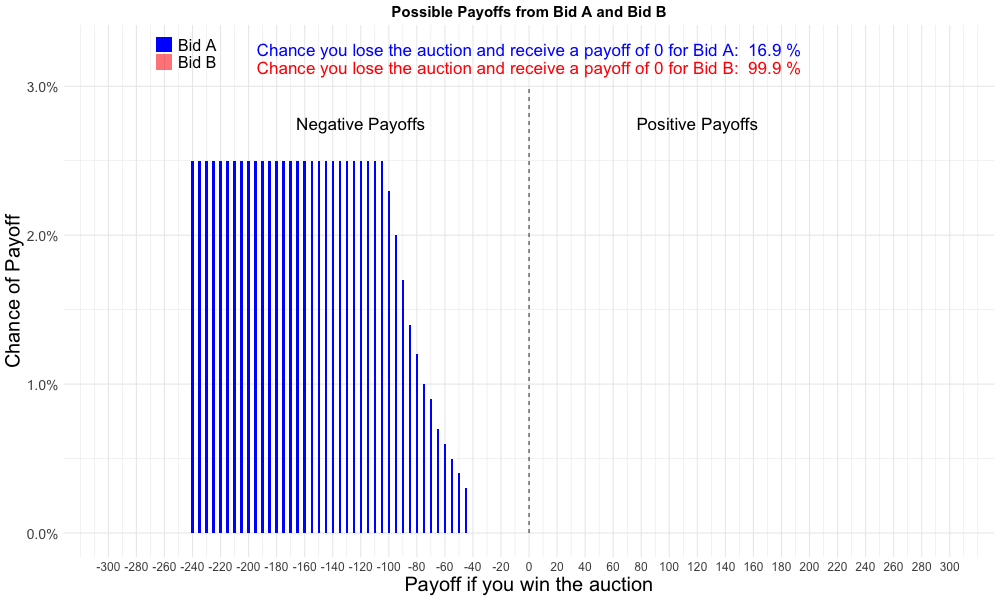 Possible Payoffs from Bid A and Bid B
Bid A
Bid B
Chance you lose the auction and receive a payoff of 0 for Bid A: 16.9 %
Chance you lose the auction and receive a payoff of 0 for Bid B: 99.9 %
Negative Payoffs
Positive Payoffs
Chance of Payoff
3.0%
2.0%
1.0%
0.0%
-300 -280 -260 -240 -220 -200 -180 -160 -140 -120 -100 -80 -60 -40 -20 0 20 40 60 80 100 120 140 160 180 200 220 240 260 280 300
Payoff if you win the auction